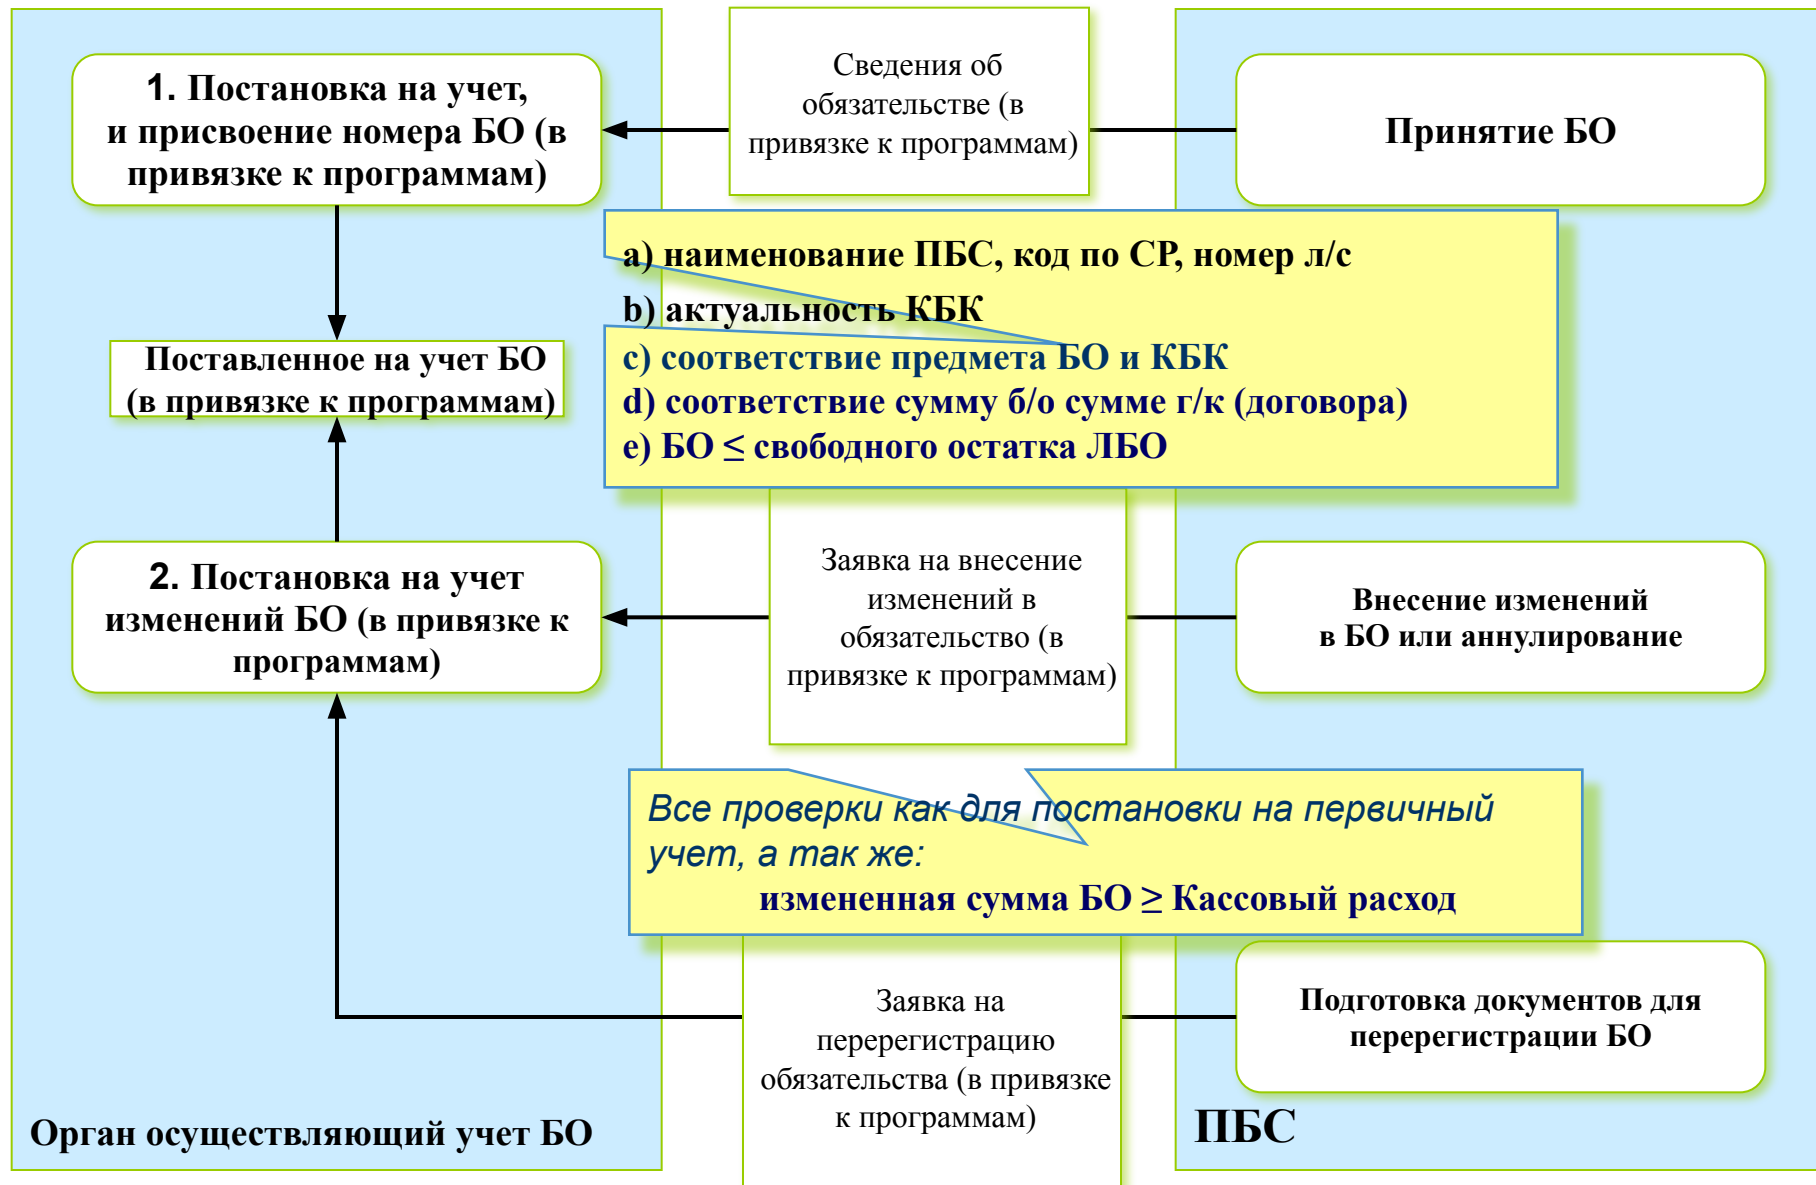 1. Постановка на учет,
и присвоение номера БО (в
привязке к программам)
Сведения об
обязательстве (в
привязке к программам)
Принятие БО
a) наименование ПБС, код по СР, номер л/с
b) актуальность КБК
c) соответствие предмета БО и КБК
d) соответствие сумму б/о сумме г/к (договора)
e) БО ≤ свободного остатка ЛБО
Поставленное на учет БО
(в привязке к программам)
2. Постановка на учет
изменений БО (в привязке к
программам)
Заявка на внесение
изменений в
обязательство (в
привязке к программам)
Внесение изменений
в БО или аннулирование
Все проверки как для постановки на первичный
учет, а так же:
измененная сумма БО ≥ Кассовый расход
Заявка на
перерегистрацию
обязательства (в привязке
к программам)
Подготовка документов для
перерегистрации БО
Орган осуществляющий учет БО
ПБС